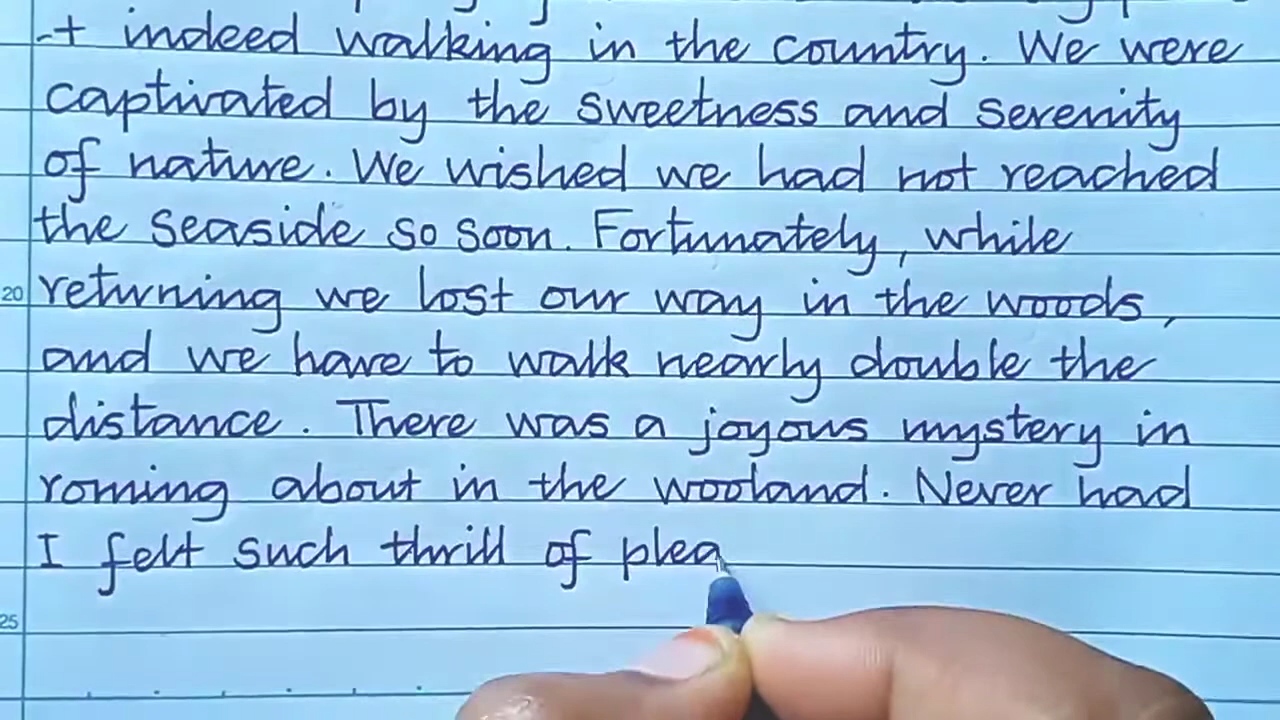 indeed walking in the country. We were
captivated by the sweetness and serenity
of nature. We wished we had not reached
the seaside so soon. Fortunately, while
20 returning we lost our way in the woods,
and we have to walk nearly double the
distance. There was a joyous mystery in
roming about in the wooland. Never had
I felt such thrill of plea
25